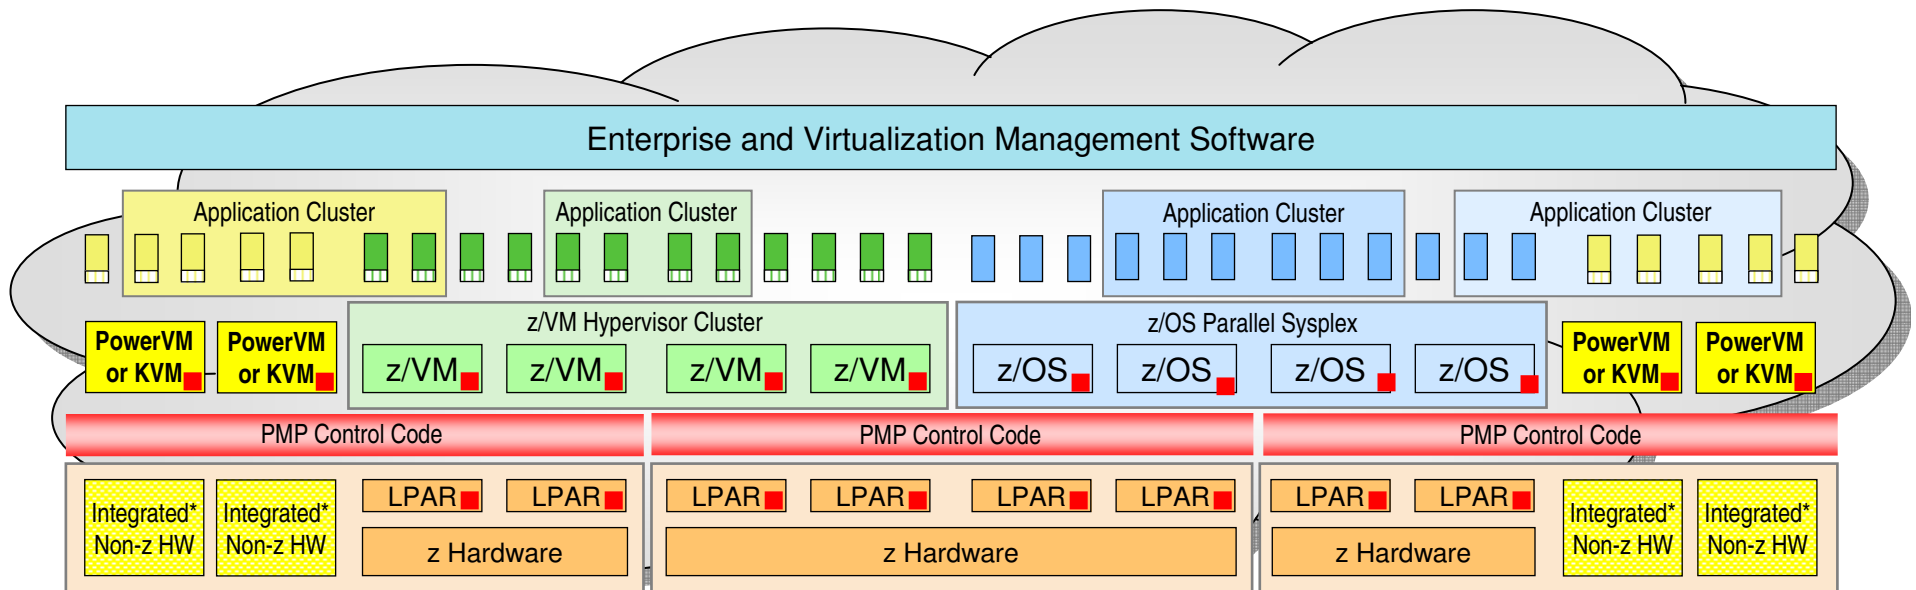 Enterprise and Virtualization Management Software
Application Cluster
Application Cluster
Application Cluster
Application Cluster
z/VM Hypervisor Cluster
z/OS Parallel Sysplex
PowerVM
or KVM
PowerVM
or KVM
z/VM
z/VM
z/VM
z/VM
z/OS
z/OS
z/OS
z/OS
PowerVM
or KVM
PowerVM
or KVM
PMP Control Code
PMP Control Code
PMP Control Code
Integrated*
Non-z HW
Integrated*
Non-z HW
LPAR
LPAR
z Hardware
LPAR
LPAR
LPAR
LPAR
z Hardware
LPAR
LPAR
z Hardware
Integrated*
Non-z HW
Integrated*
Non-z HW